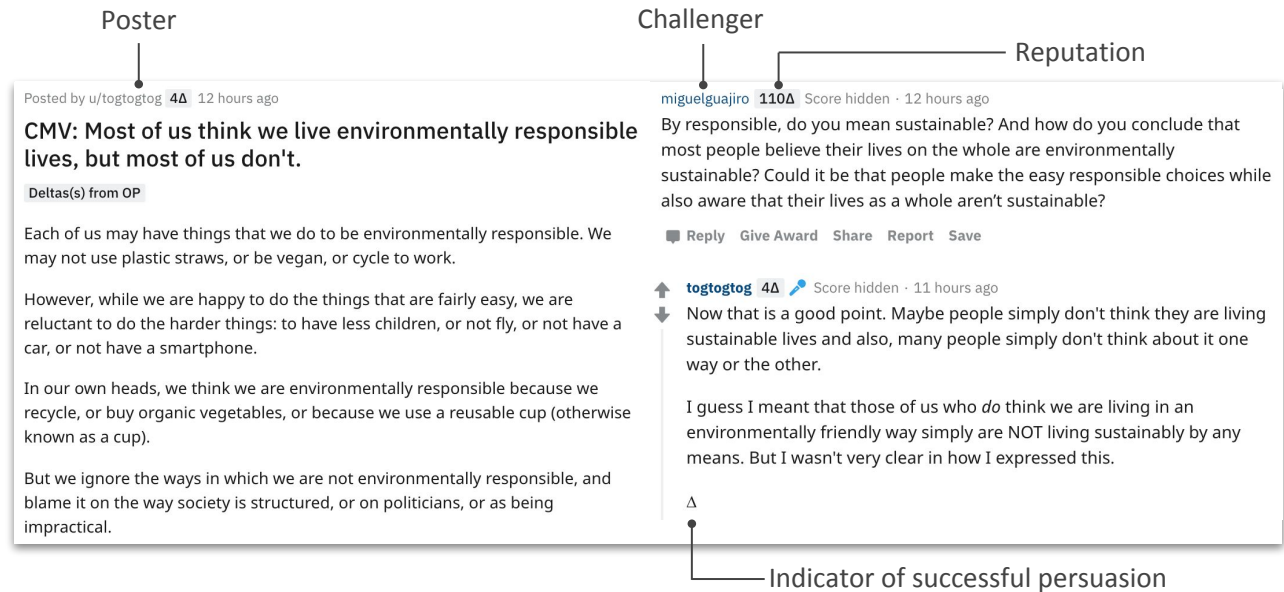 Poster
Challenger
Reputation
Posted by u/togtogtog 4Δ 12 hours ago
CMV: Most of us think we live environmentally responsible
lives, but most of us don't.
Deltas(s) from OP
Each of us may have things that we do to be environmentally responsible. We
may not use plastic straws, or be vegan, or cycle to work.
However, while we are happy to do the things that are fairly easy, we are
reluctant to do the harder things: to have less children, or not fly, or not have a
car, or not have a smartphone.
In our own heads, we think we are environmentally responsible because we
recycle, or buy organic vegetables, or because we use a reusable cup (otherwise
known as a cup).
But we ignore the ways in which we are not environmentally responsible, and
blame it on the way society is structured, or on politicians, or as being
impractical.
miguelguajiro 110Δ Score hidden · 12 hours ago
By responsible, do you mean sustainable? And how do you conclude that
most people believe their lives on the whole are environmentally
sustainable? Could it be that people make the easy responsible choices while
also aware that their lives as a whole aren’t sustainable?
Reply Give Award Share Report Save
togtogtog 4Δ Score hidden · 11 hours ago
Now that is a good point. Maybe people simply don't think they are living
sustainable lives and also, many people simply don't think about it one
way or the other.
I guess I meant that those of us who do think we are living in an
environmentally friendly way simply are NOT living sustainably by any
means. But I wasn't very clear in how I expressed this.
Δ
Indicator of successful persuasion